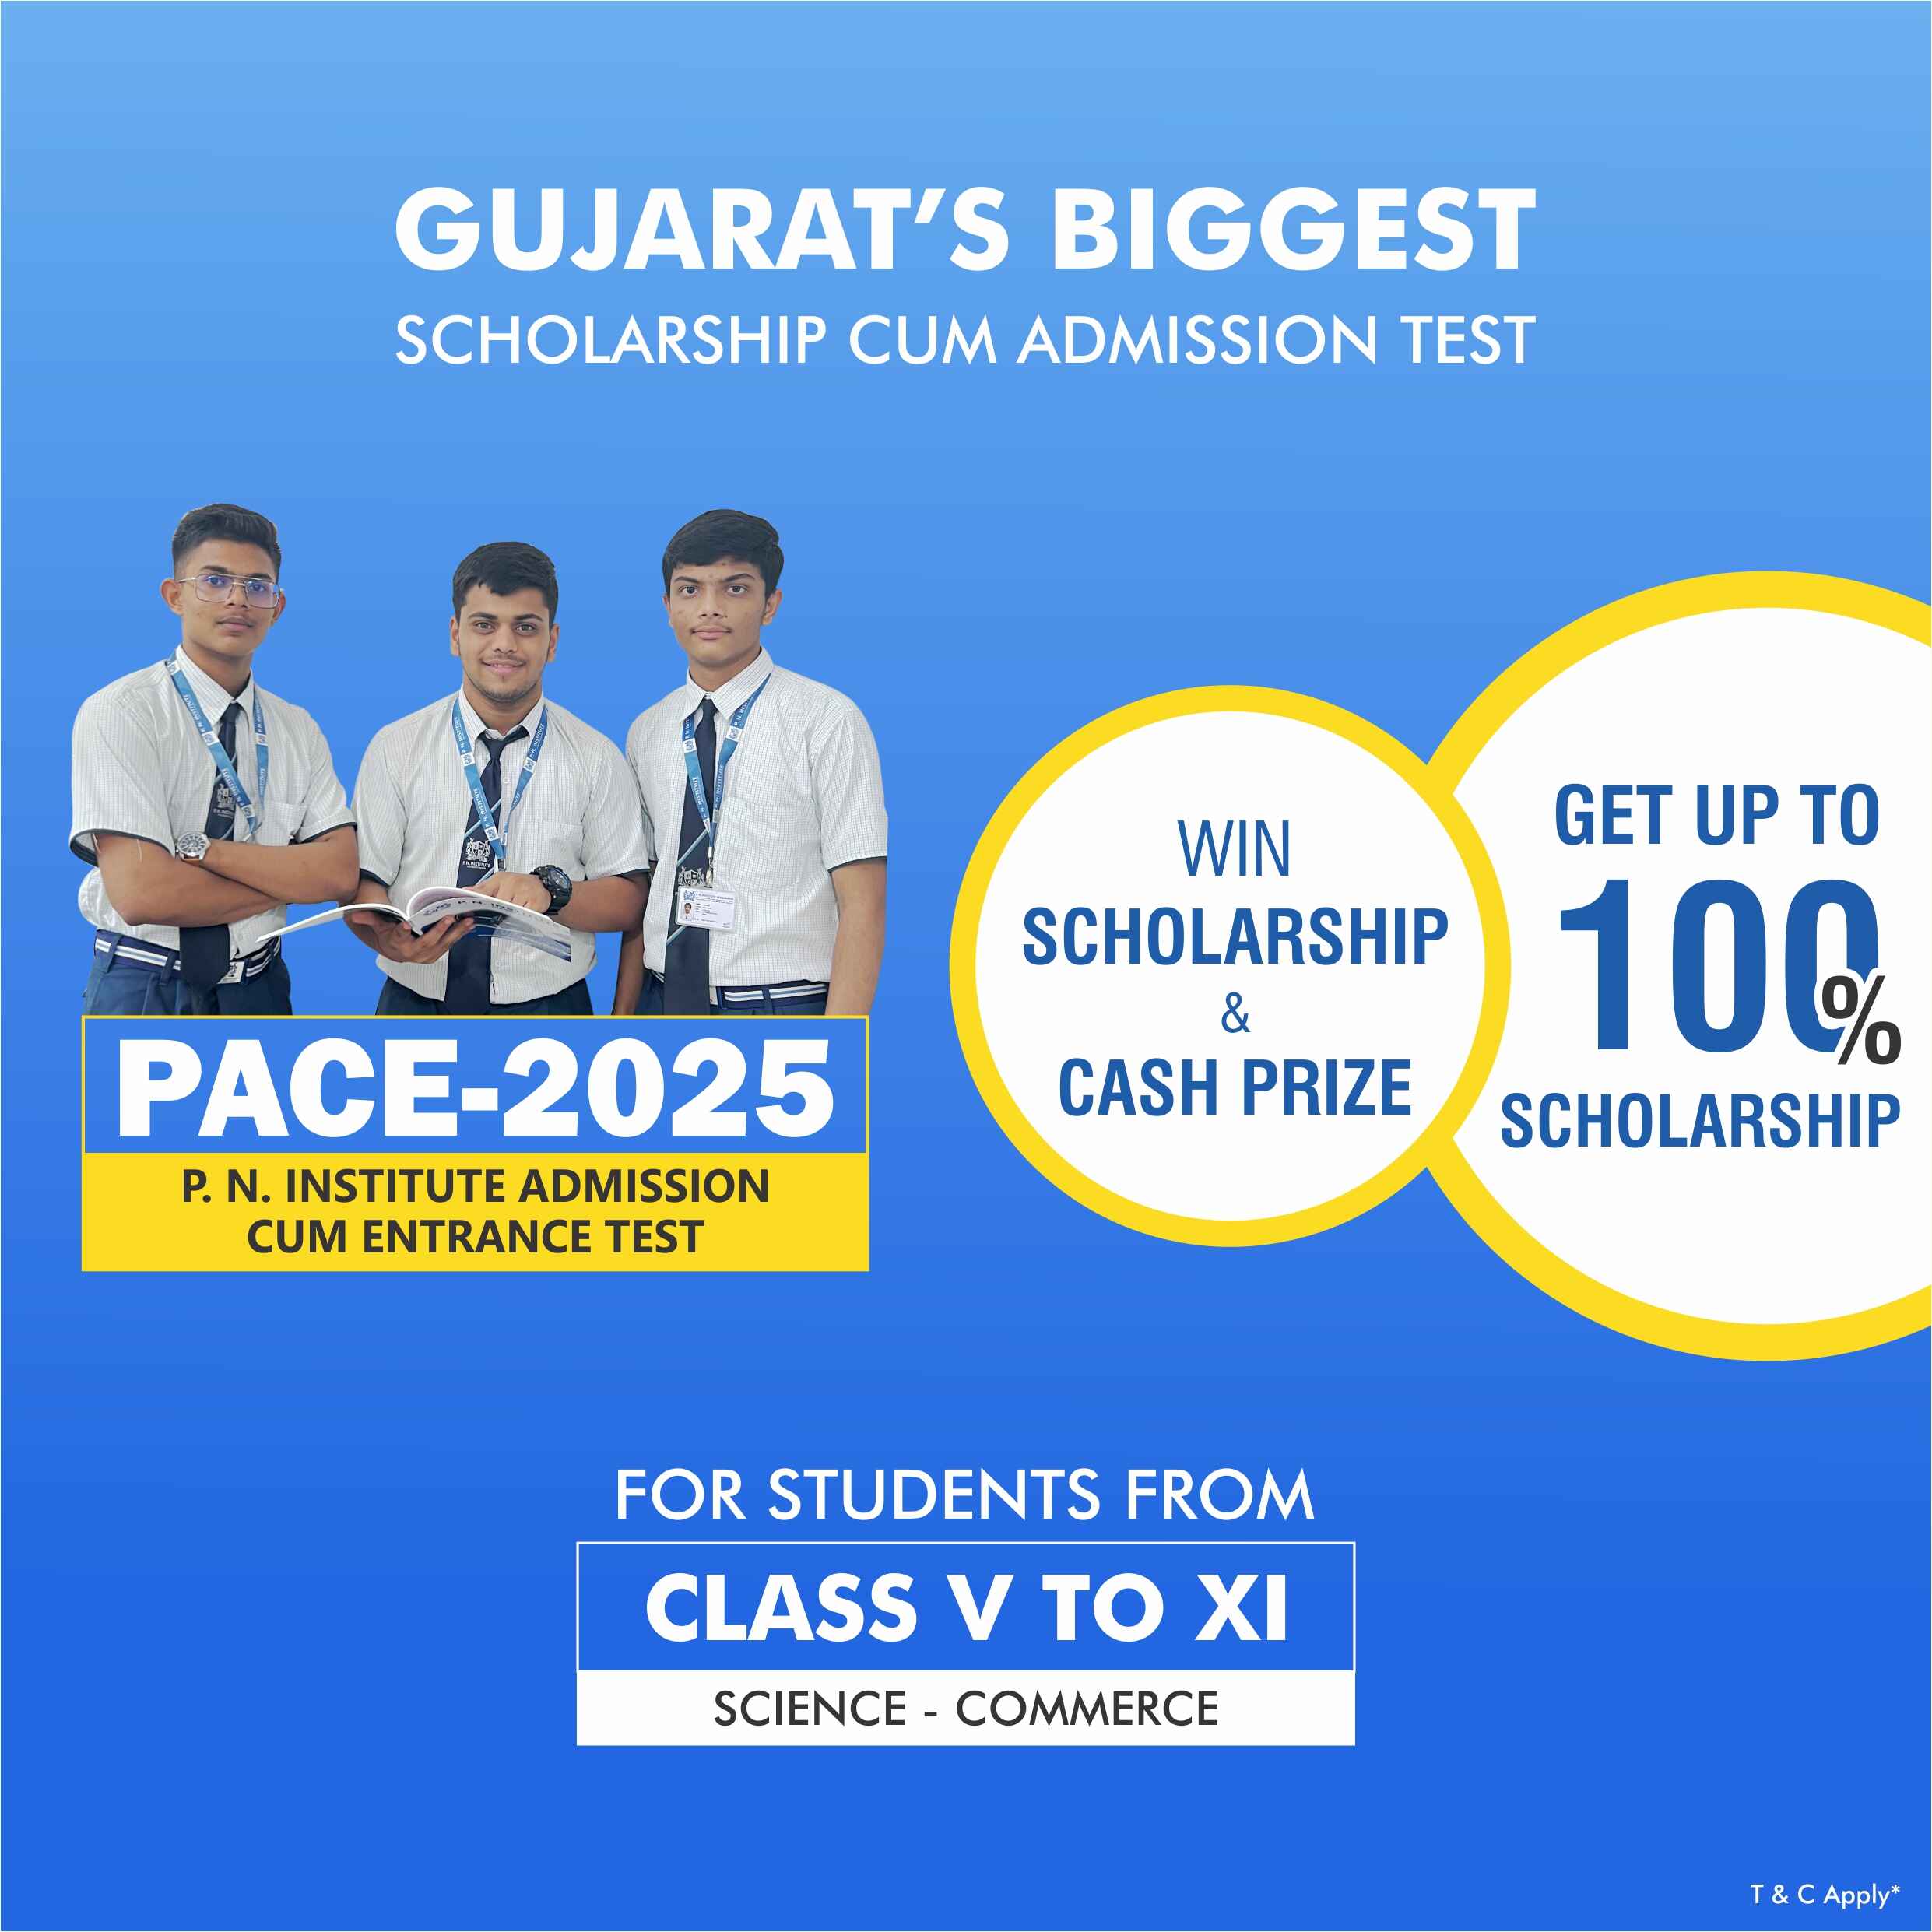 GUJARAT'S BIGGEST
SCHOLARSHIP CUM ADMISSION TEST
PACE-2025
P. N. INSTITUTE ADMISSION
CUM ENTRANCE TEST
WIN
SCHOLARSHIP
&
CASH PRIZE
GET UP TO
100%
SCHOLARSHIP
FOR STUDENTS FROM
CLASS V TO XI
SCIENCE - COMMERCE
T & C Apply*